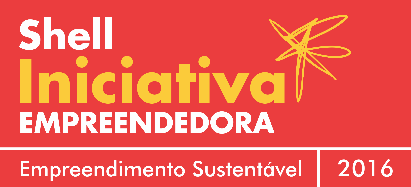 Shell
Iniciativa
EMPREENDEDORA
Empreendimento Sustentável 2016